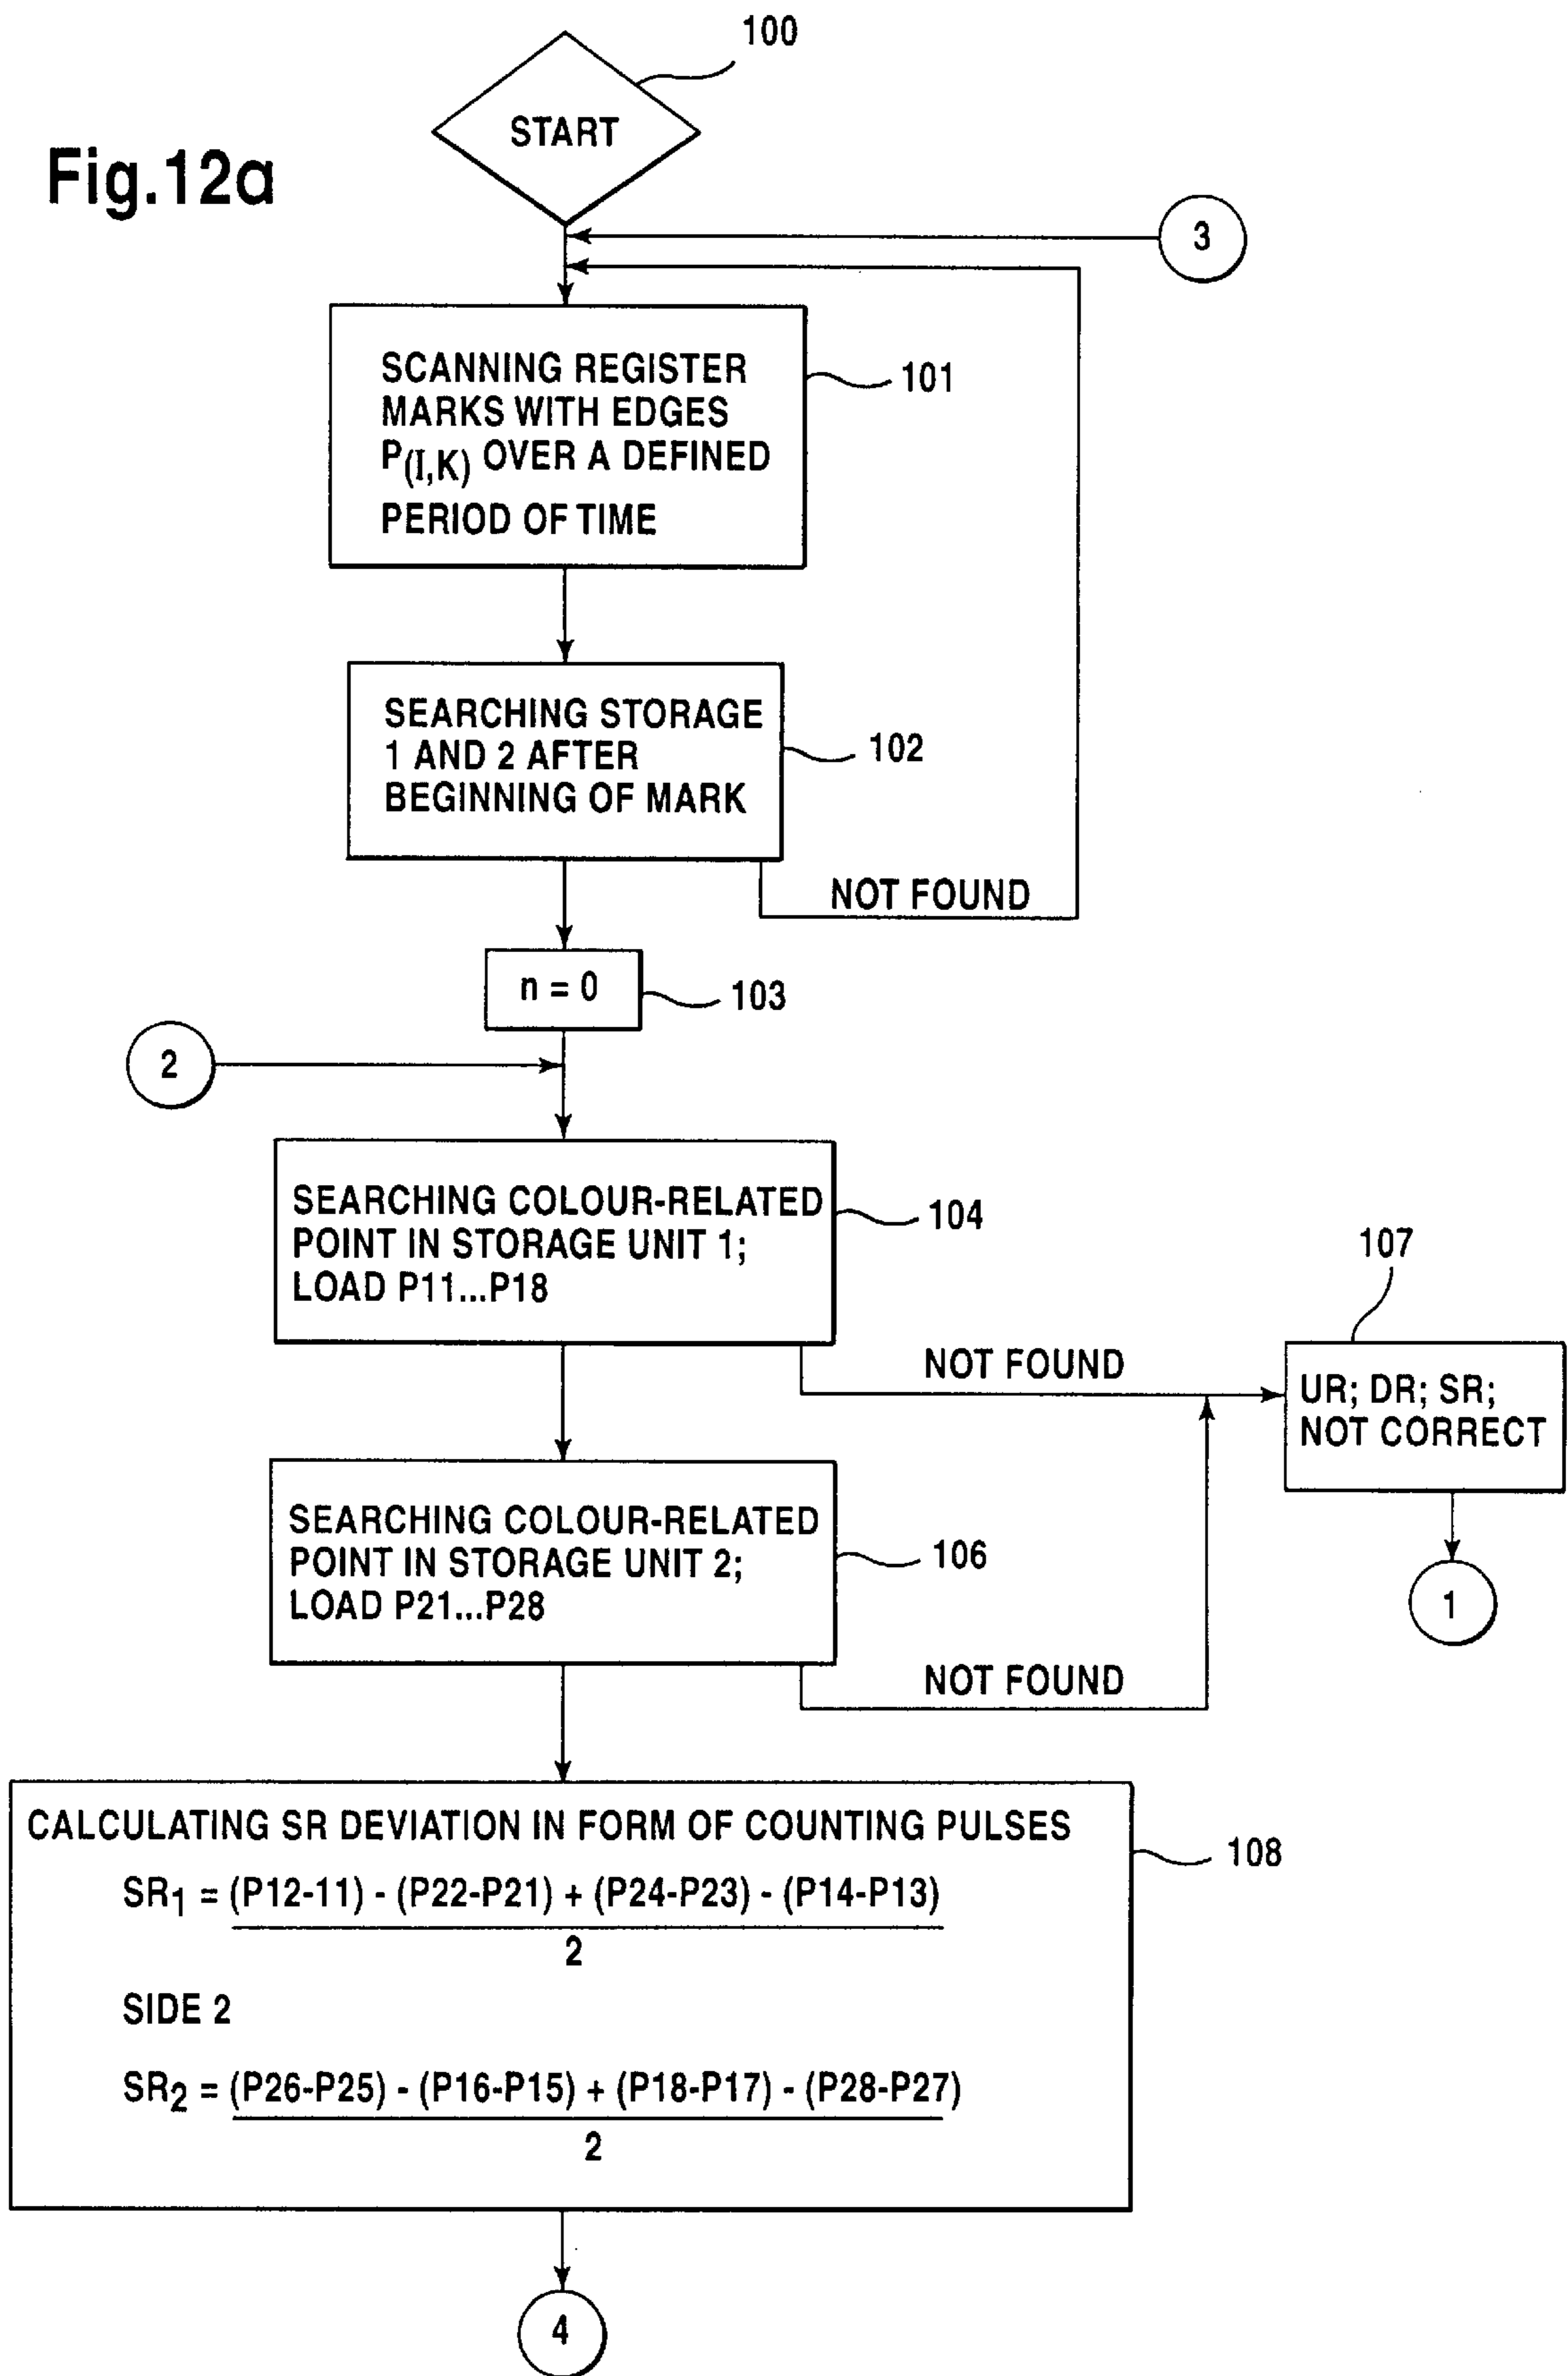 Fig.12a
100
START
3
SCANNING REGISTER
MARKS WITH EDGES
P(I,K) OVER A DEFINED
PERIOD OF TIME
101
SEARCHING STORAGE
1 AND 2 AFTER
BEGINNING OF MARK
102
NOT FOUND
n = 0
103
2
SEARCHING COLOUR-RELATED
POINT IN STORAGE UNIT 1;
LOAD P11...P18
104
NOT FOUND
107
UR; DR; SR;
NOT CORRECT
1
SEARCHING COLOUR-RELATED
POINT IN STORAGE UNIT 2;
LOAD P21...P28
106
NOT FOUND
CALCULATING SR DEVIATION IN FORM OF COUNTING PULSES
SR1 = (P12-11) - (P22-P21) + (P24-P23) - (P14-P13)
2
SIDE 2
SR2 = (P26-P25) - (P16-P15) + (P18-P17) - (P28-P27)
2
108
4